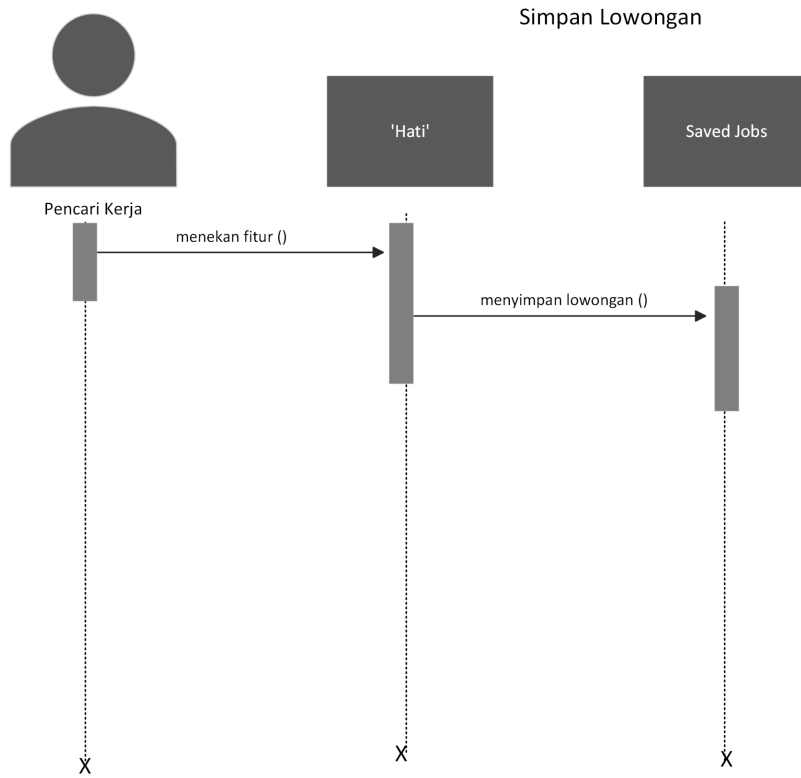 Simpan Lowongan
'Hati'
Saved Jobs
Pencari Kerja
menekan fitur ()
menyimpan lowongan ()
X
X
X